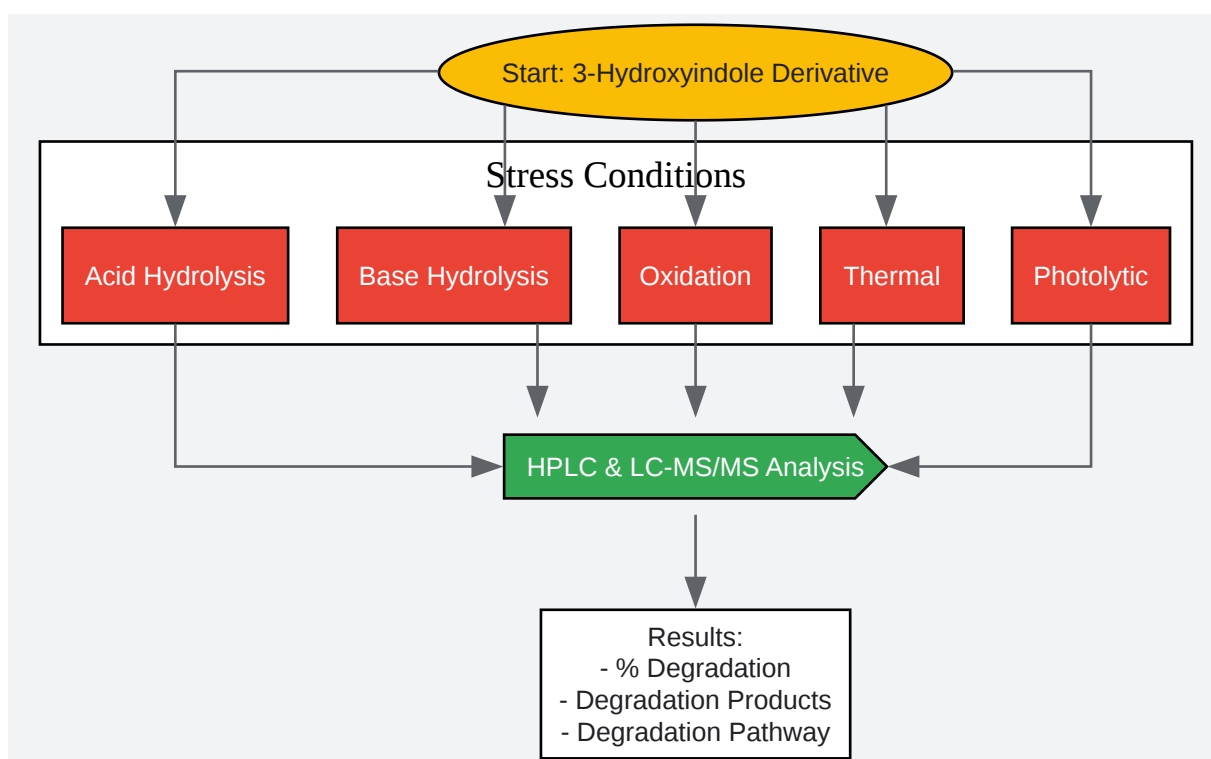 Start: 3-Hydroxyindole Derivative
Stress Conditions
Acid Hydrolysis
Base Hydrolysis
Oxidation
Thermal
Photolytic
HPLC & LC-MS/MS Analysis
Results:
- % Degradation
- Degradation Products
- Degradation Pathway